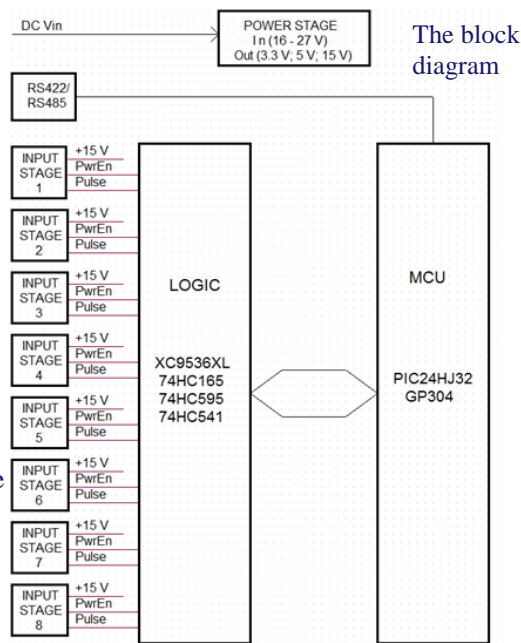 DC Vin
POWER STAGE
In (16 - 27 V)
Out (3.3 V; 5 V; 15 V)
The block
diagram
RS422/
RS485
INPUT
STAGE
1
+15 V
PwrEn
Pulse
INPUT
STAGE
2
+15 V
PwrEn
Pulse
INPUT
STAGE
3
+15 V
PwrEn
Pulse
INPUT
STAGE
4
+15 V
PwrEn
Pulse
INPUT
STAGE
5
+15 V
PwrEn
Pulse
e
INPUT
STAGE
6
+15 V
PwrEn
Pulse
INPUT
STAGE
7
+15 V
PwrEn
Pulse
INPUT
STAGE
8
+15 V
PwrEn
Pulse
LOGIC
XC9536XL
74HC165
74HC595
74HC541
MCU
PIC24HJ32
GP304